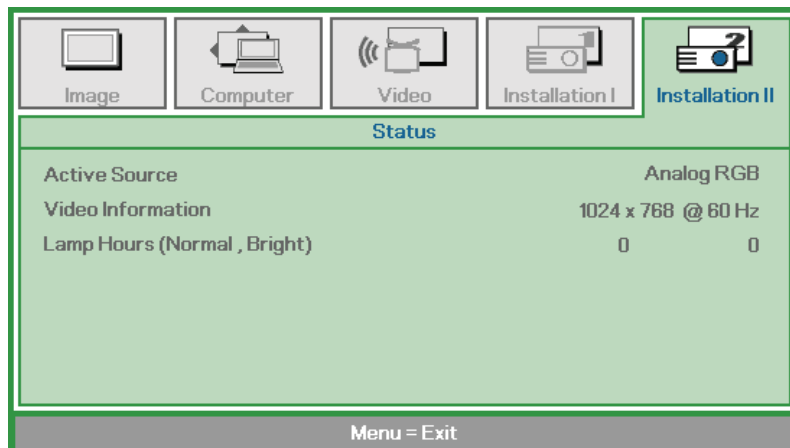 Image Computer Video Installation I Installation II
Status
Active Source Analog RGB
Video Information 1024 x 768 @ 60 Hz
Lamp Hours (Normal , Bright) 0 0
Menu = Exit